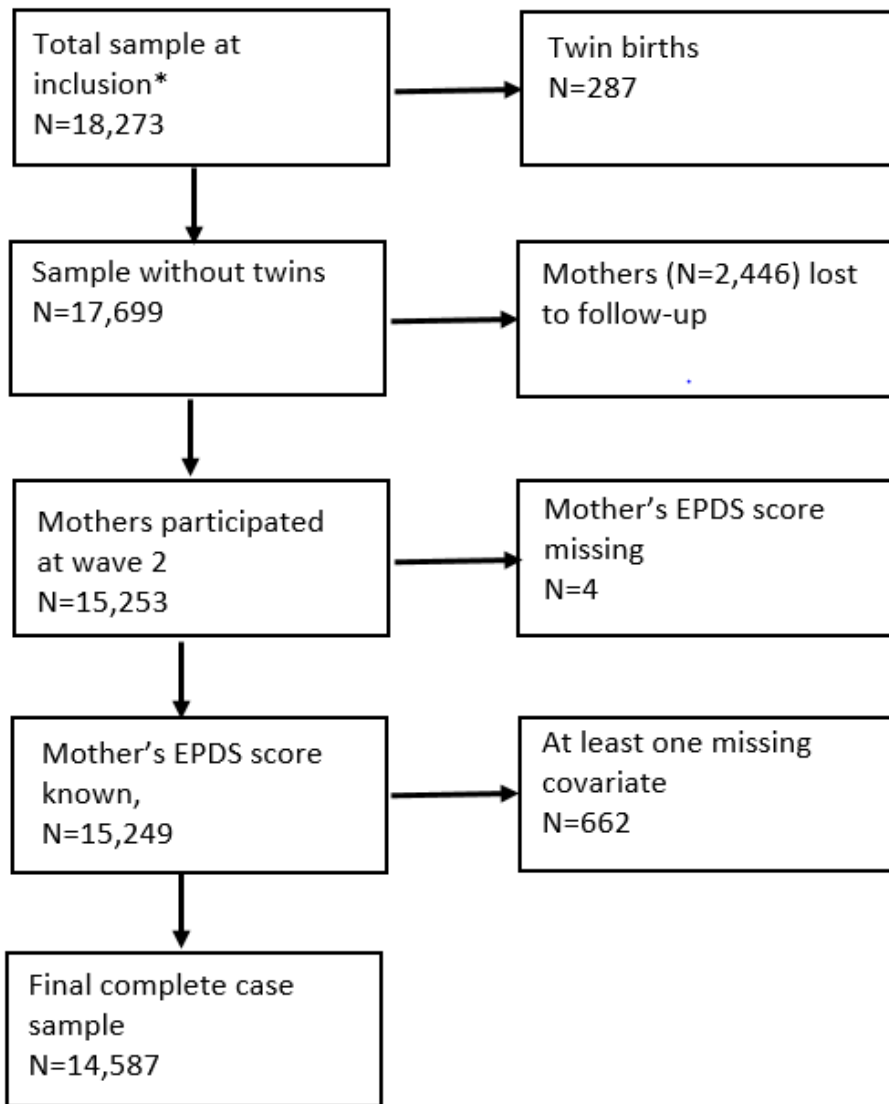 Total sample at
inclusion*
N=18,273
Twin births
N=287
Sample without twins
N=17,699
Mothers (N=2,446) lost
to follow-up
Mothers participated
at wave 2
N=15,253
Mother’s EPDS score
missing
N=4
Mother’s EPDS score
known,
N=15,249
At least one missing
covariate
N=662
Final complete case
sample
N=14,587